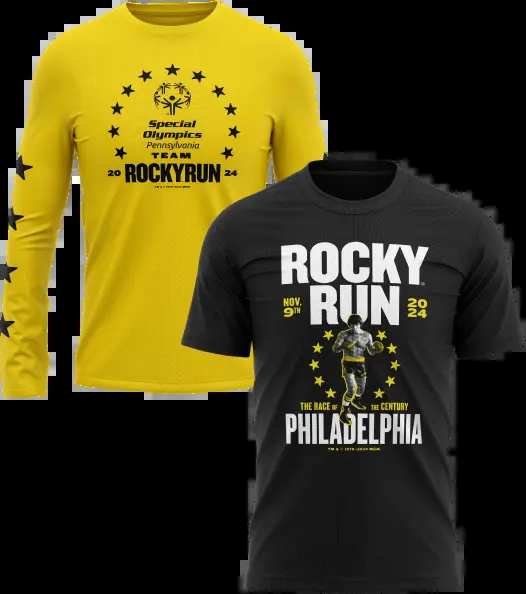 Special
Olympics
Pennsylvania
TEAM
20 ROCKYRUN 24
ROCKY
RUN
NOV. 20
9TH 24
THE RACE OF THE CENTURY
PHILADELPHIA